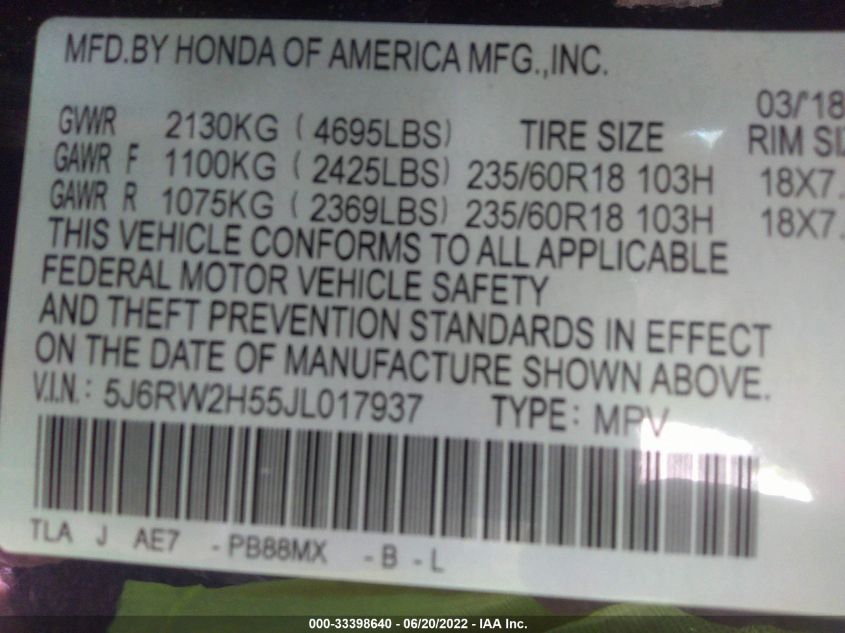 MFD.BY HONDA OF AMERICA MFG.,INC.
03/'18
GVWR 2130KG ( 4695LBS) TIRE SIZE RIM SI
GAWR F 1100KG ( 2425LBS) 235/60R18 103H 18X7.
GAWR R 1075KG ( 2369LBS) 235/60R18 103H 18X7.
THIS VEHICLE CONFORMS TO ALL APPLICABLE
FEDERAL MOTOR VEHICLE SAFETY
AND THEFT PREVENTION STANDARDS IN EFFECT
ON THE DATE OF MANUFACTURE SHOWN ABOVE.
V.I.N.: 5J6RW2H55JL017937 TYPE: MPV
TLA J AE7 -PB88MX -B -L
000-33398640 - 06/20/2022 - IAA Inc.